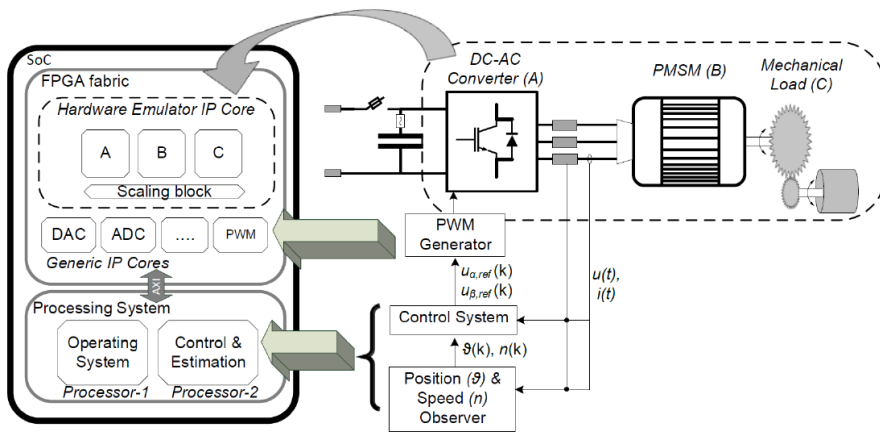 SoC
FPGA fabric
Hardware Emulator IP Core
A
B
C
Scaling block
DAC
ADC
....
PWM
Generic IP Cores
AXI
Processing System
Operating
System
Processor-1
Control &
Estimation
Processor-2
DC-AC
Converter (A)
PMSM (B)
Mechanical
Load (C)
PWM
Generator
uα,ref(k)
uβ,ref(k)
u(t),
i(t)
Control System
ϑ(k), n(k)
Position (ϑ) &
Speed (n)
Observer